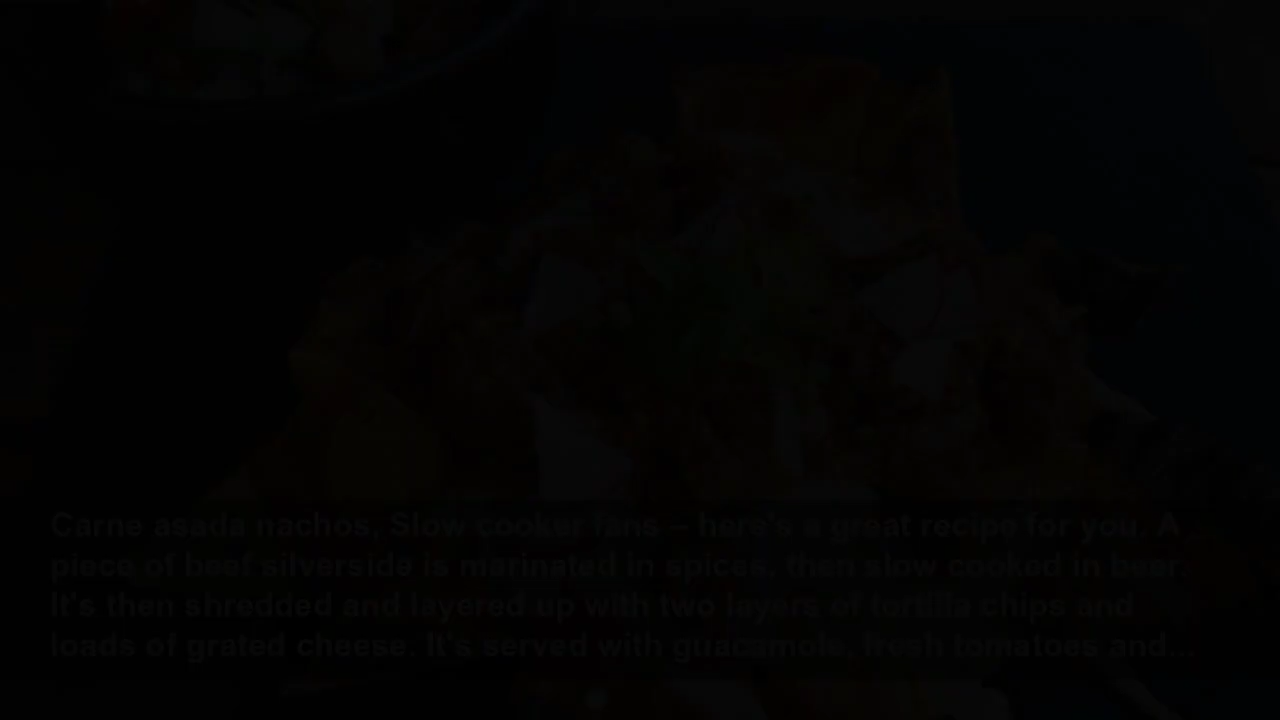 Carne asada nachos, Slow cooker fans – here's a great recipe for you. A
piece of beef silverside is marinated in spices, then slow cooked in beer.
It's then shredded and layered up with two layers of tortilla chips and
loads of grated cheese. It's served with guacamole, fresh tomatoes and...